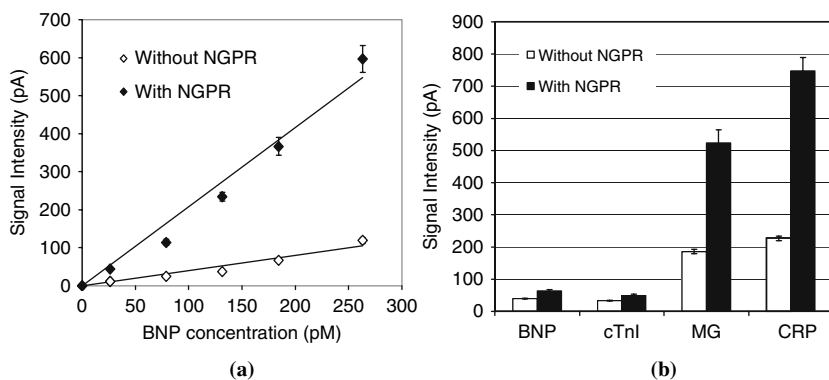 700
600
500
400
300
200
100
0
Signal Intensity (pA)
Without NGPR
With NGPR
0 50 100 150 200 250 300
BNP concentration (pM)
(a)
900
800
700
600
500
400
300
200
100
0
Signal Intensity (pA)
Without NGPR
With NGPR
BNP cTnI MG CRP
(b)